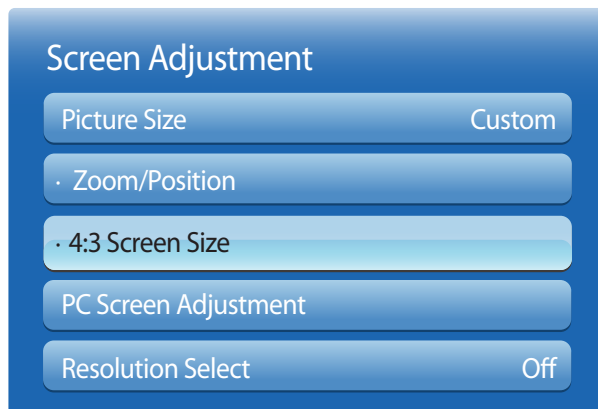 Screen Adjustment
Picture Size Custom
· Zoom/Position
· 4:3 Screen Size
PC Screen Adjustment
Resolution Select Off